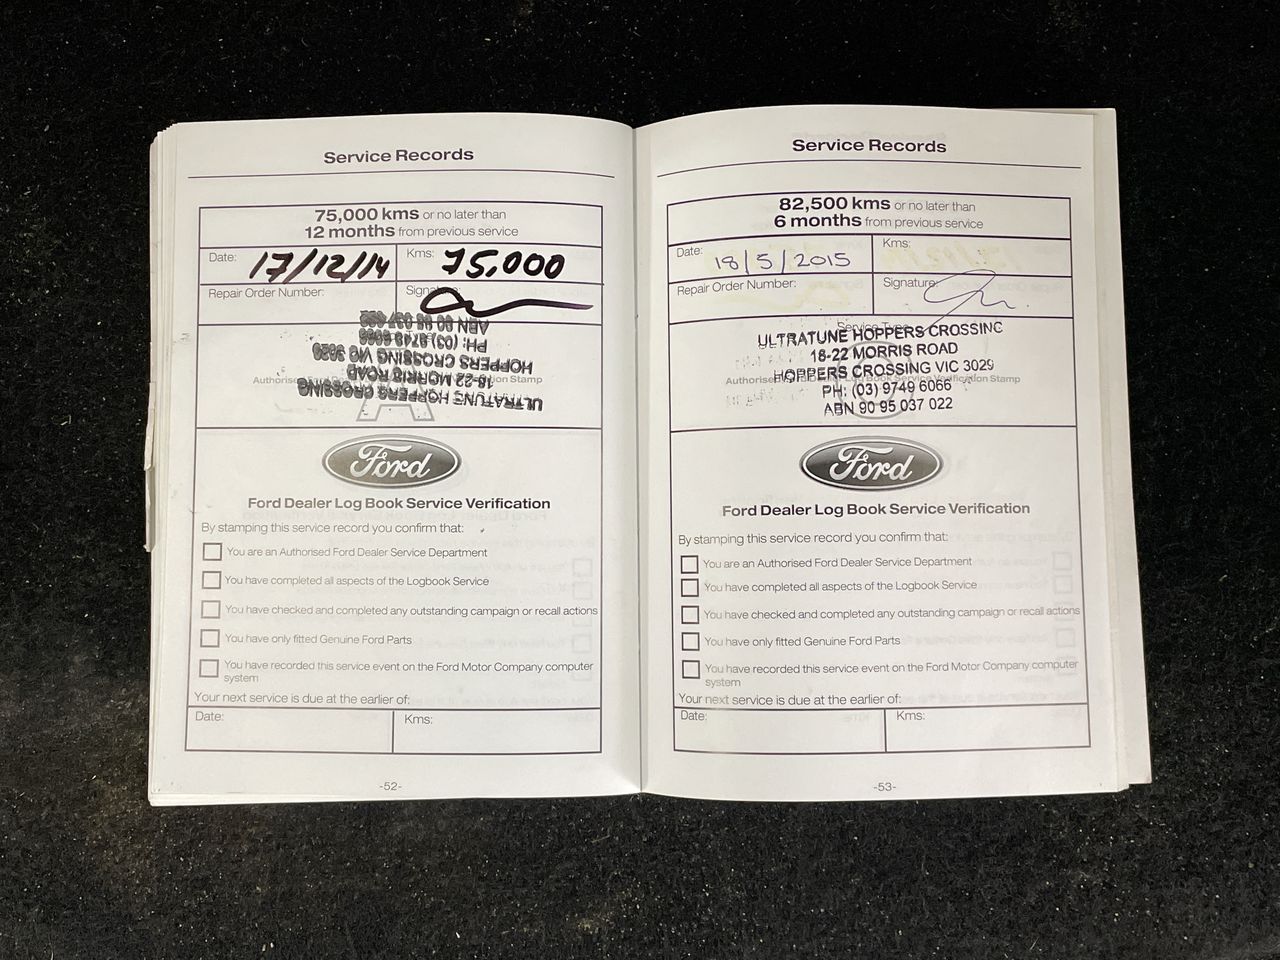 Service Records
75,000 kms or no later than
12 months from previous service
Date: 17/12/14 Kms: 75,000
Repair Order Number: Signature:
ULTRATUNE HOPPERS CROSSING
18-22 MORRIS ROAD
HOPPERS CROSSING VIC 3029
PH: (03) 9749 6066
ABN 90 95 037 022
Ford
Ford Dealer Log Book Service Verification
By stamping this service record you confirm that:
You are an Authorised Ford Dealer Service Department
You have completed all aspects of the Logbook Service
You have checked and completed any outstanding campaign or recall actions
You have only fitted Genuine Ford Parts
You have recorded this service event on the Ford Motor Company computer
system
Your next service is due at the earlier of:
Date: Kms:
-52-
Service Records
82,500 kms or no later than
6 months from previous service
Date: 18/5/2015 Kms:
Repair Order Number: Signature:
Service Type
ULTRATUNE HOPPERS CROSSING
18-22 MORRIS ROAD
HOPPERS CROSSING VIC 3029
Authorised Ford Dealer Log Book Service Verification Stamp
PH: (03) 9749 6066
ABN 90 95 037 022
Ford
Ford Dealer Log Book Service Verification
By stamping this service record you confirm that:
You are an Authorised Ford Dealer Service Department
You have completed all aspects of the Logbook Service
You have checked and completed any outstanding campaign or recall actions
You have only fitted Genuine Ford Parts
You have recorded this service event on the Ford Motor Company computer
system
Your next service is due at the earlier of:
Date: Kms:
-53-